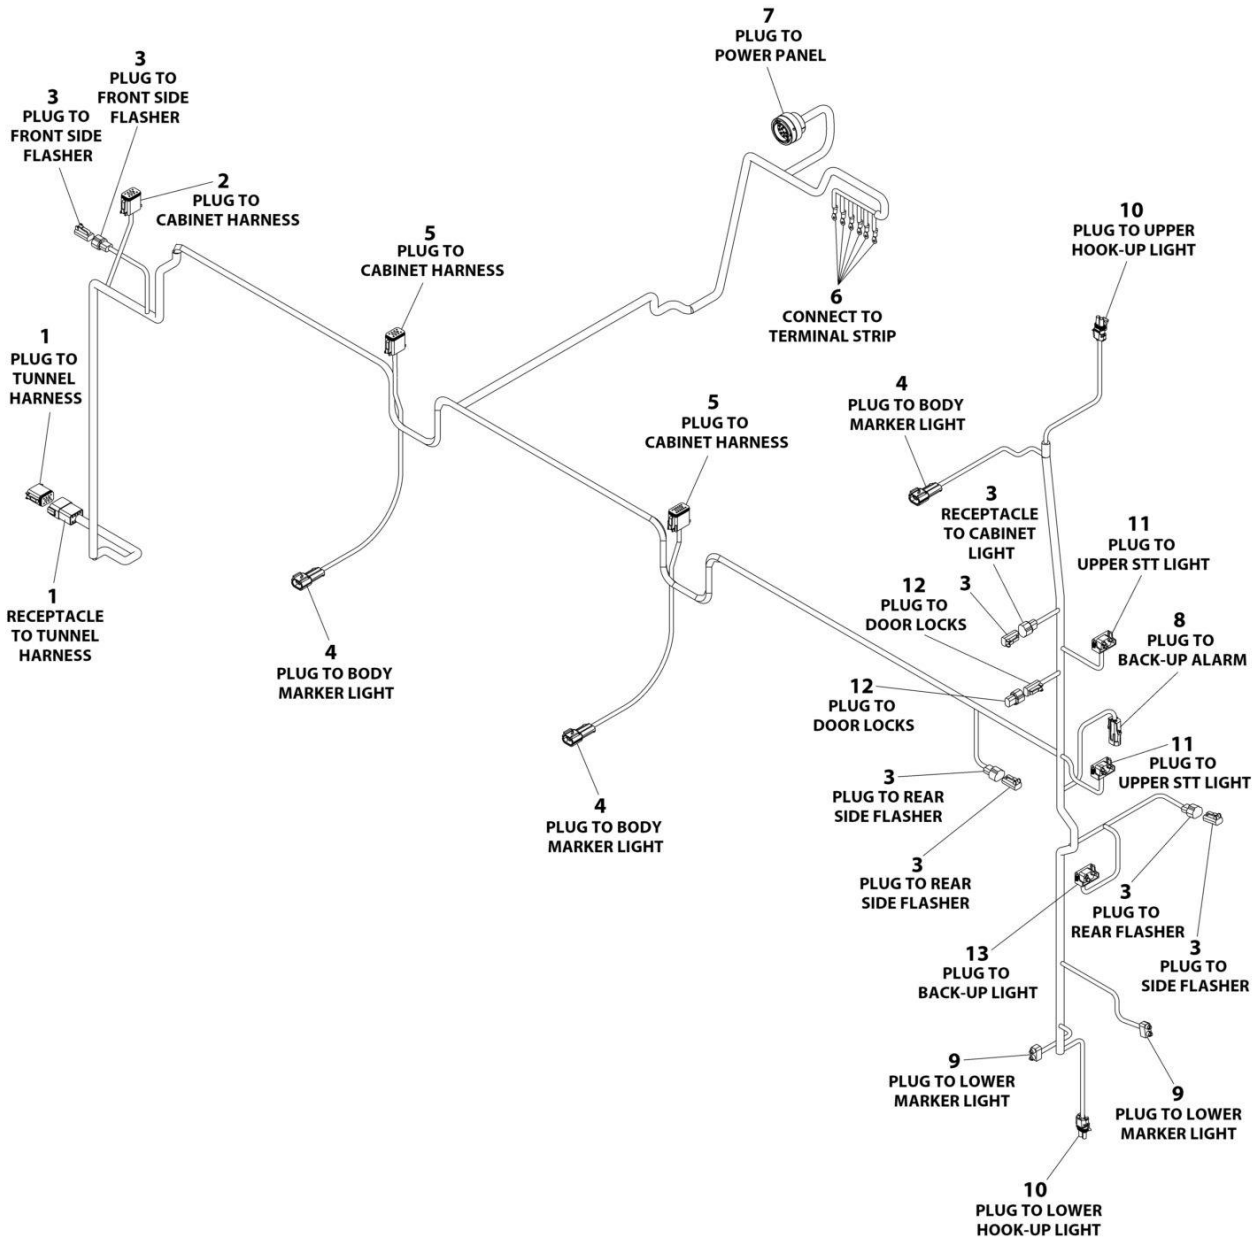 7
PLUG TO
POWER PANEL
3
PLUG TO
FRONT SIDE
FLASHER
3
PLUG TO
FRONT SIDE
FLASHER
2
PLUG TO
CABINET HARNESS
5
PLUG TO
CABINET HARNESS
10
PLUG TO UPPER
HOOK-UP LIGHT
6
CONNECT TO
TERMINAL STRIP
1
PLUG TO
TUNNEL
HARNESS
4
PLUG TO BODY
MARKER LIGHT
5
PLUG TO
CABINET HARNESS
3
RECEPTACLE
TO CABINET
LIGHT
11
PLUG TO
UPPER STT LIGHT
12
PLUG TO
DOOR LOCKS
3
1
RECEPTACLE
TO TUNNEL
HARNESS
8
PLUG TO
BACK-UP ALARM
4
PLUG TO BODY
MARKER LIGHT
12
PLUG TO
DOOR LOCKS
11
PLUG TO
UPPER STT LIGHT
3
PLUG TO REAR
SIDE FLASHER
4
PLUG TO BODY
MARKER LIGHT
3
PLUG TO REAR
SIDE FLASHER
3
PLUG TO
REAR FLASHER
3
PLUG TO
SIDE FLASHER
13
PLUG TO
BACK-UP LIGHT
9
PLUG TO LOWER
MARKER LIGHT
9
PLUG TO LOWER
MARKER LIGHT
10
PLUG TO LOWER
HOOK-UP LIGHT